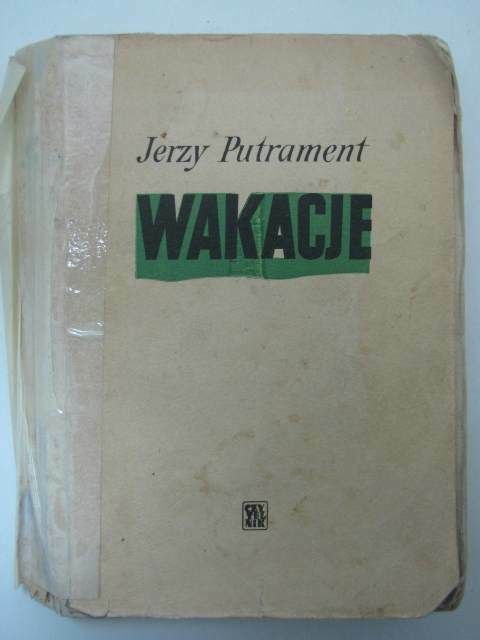 Jerzy Putrament
WAKACJE
CZY
TEL
NIK